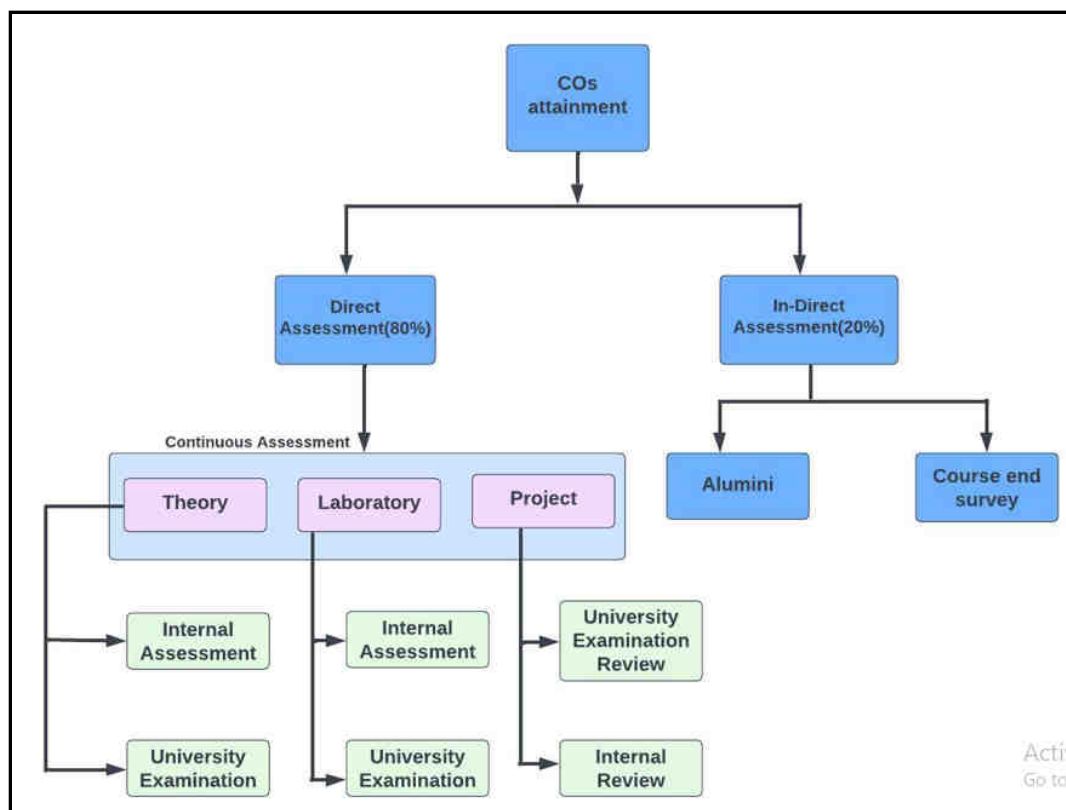 COs
attainment
Direct
Assessment(80%)
In-Direct
Assessment(20%)
Continuous Assessment
Theory
Laboratory
Project
Alumini
Course end
survey
Internal
Assessment
Internal
Assessment
University
Examination
Review
University
Examination
University
Examination
Internal
Review
Go to